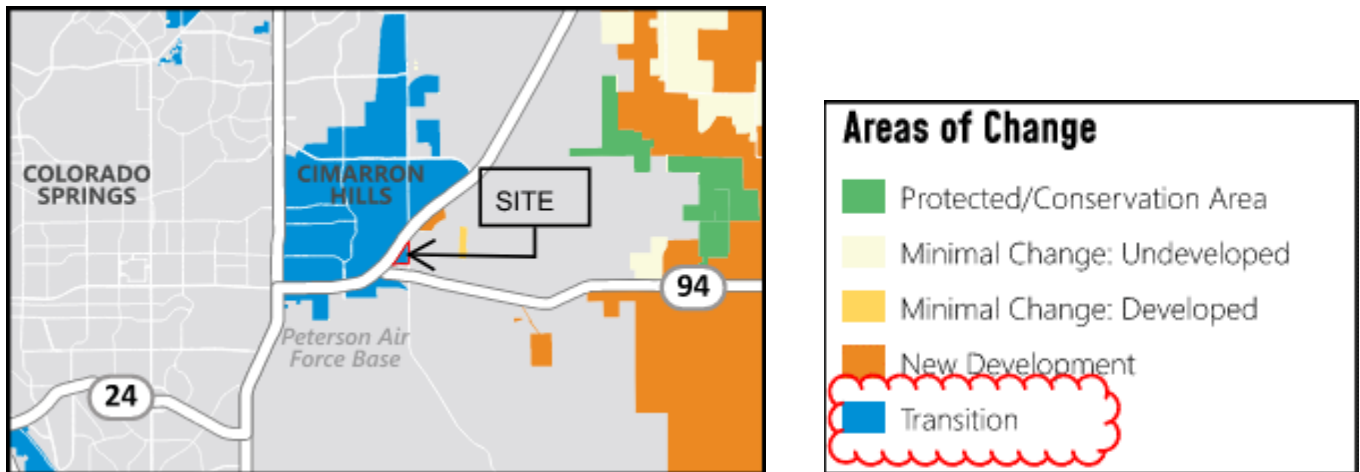 COLORADO
SPRINGS
CIMARRON
HILLS
SITE
94
Peterson Air
Force Base
24
Areas of Change
Protected/Conservation Area
Minimal Change: Undeveloped
Minimal Change: Developed
New Development
Transition